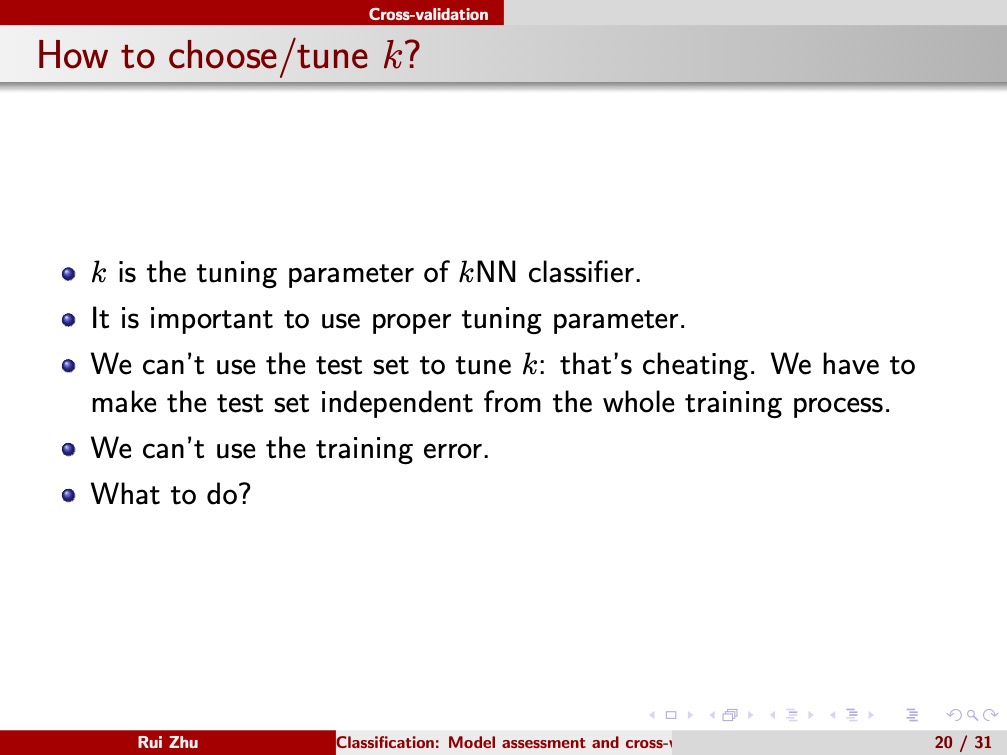 Cross-validation
How to choose/tune k?
k is the tuning parameter of kNN classifier.
It is important to use proper tuning parameter.
We can't use the test set to tune k: that's cheating. We have to
make the test set independent from the whole training process.
We can't use the training error.
What to do?
Rui Zhu
Classification: Model assessment and cross-v
20 / 31